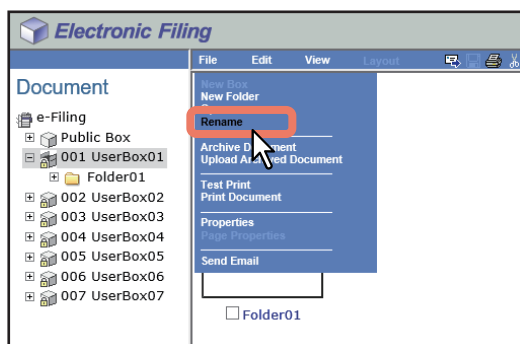 Electronic Filing
File Edit View Layout
Document
e-Filing
Public Box
001 UserBox01
Folder01
002 UserBox02
003 UserBox03
004 UserBox04
005 UserBox05
006 UserBox06
007 UserBox07
New Box
New Folder
Rename
Archive Document
Upload Archived Document
Test Print
Print Document
Properties
Page Properties
Send Email
Folder01